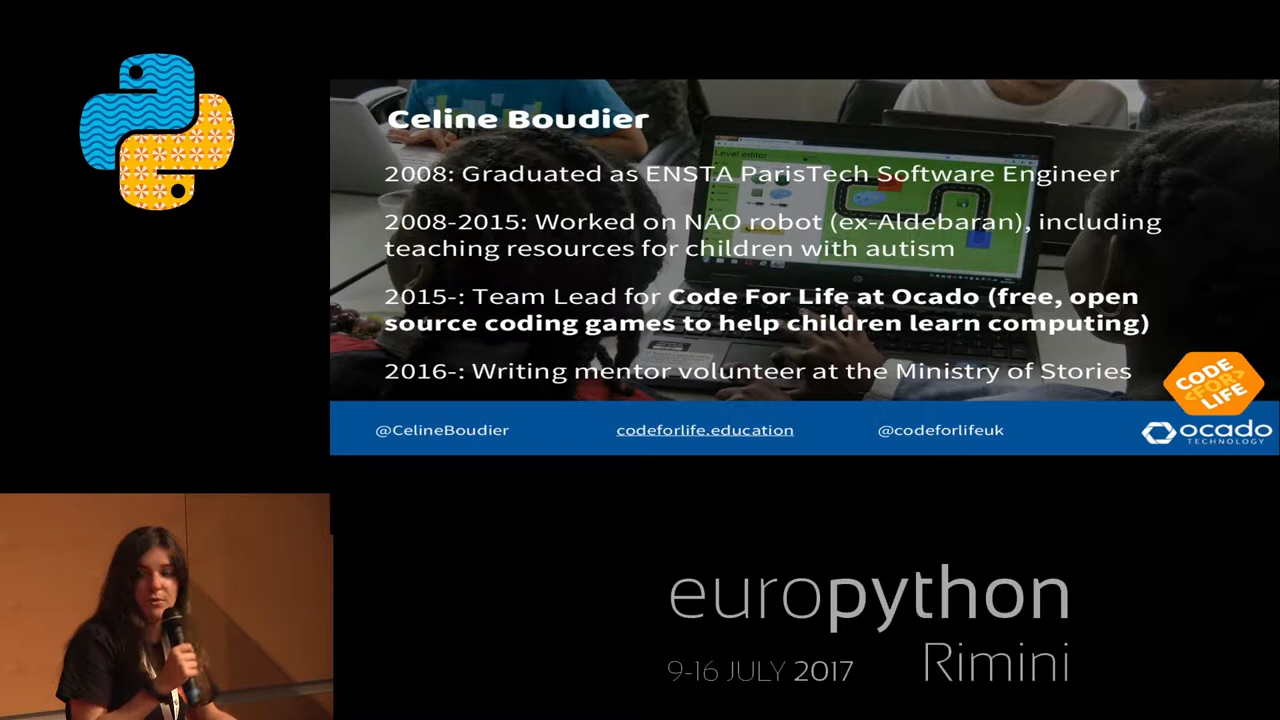 Celine Boudier
Level editor
2008: Graduated as ENSTA ParisTech Software Engineer
2008-2015: Worked on NAO robot (ex-Aldebaran), including
teaching resources for children with autism
2015-: Team Lead for Code For Life at Ocado (free, open
source coding games to help children learn computing)
2016-: Writing mentor volunteer at the Ministry of Stories
CODE
<FOR>
LIFE
@CelineBoudier
codeforlife.education
@codeforlifeuk
ocado
TECHNOLOGY
europython
Rimini
9-16 JULY 2017